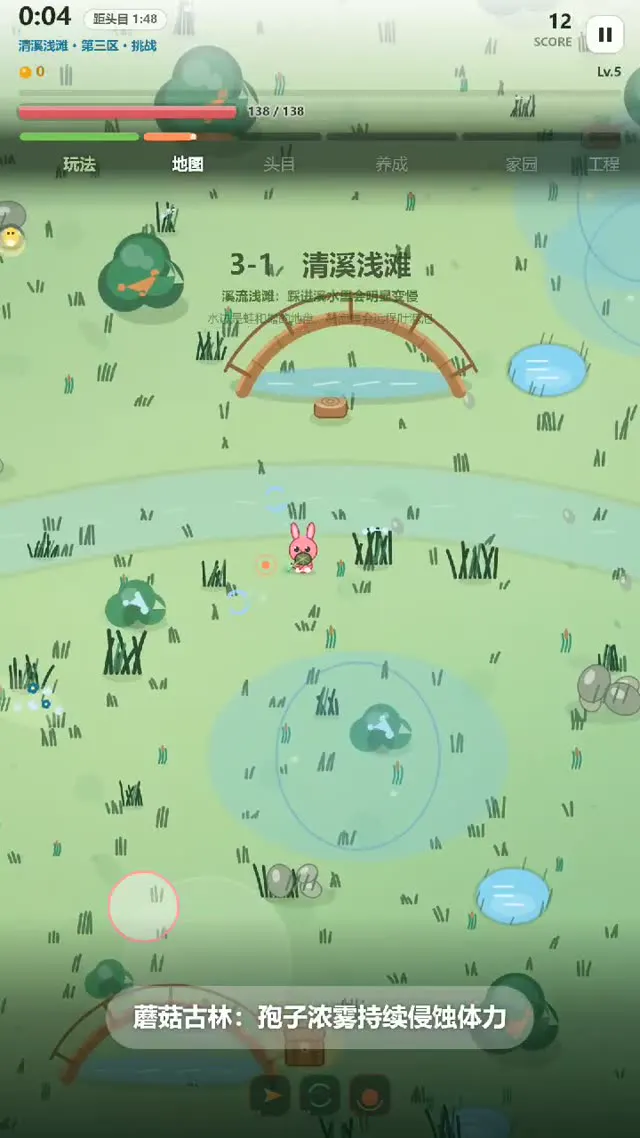 0:04 距头目 1:48
12
SCORE
清溪浅滩·第三区·挑战
0
Lv.5
138 / 138
玩法 地图 头目 养成 家园 工程
3-1 清溪浅滩
溪流浅滩：踩进溪水里会明显变慢
蘑菇古林：孢子浓雾持续侵蚀体力